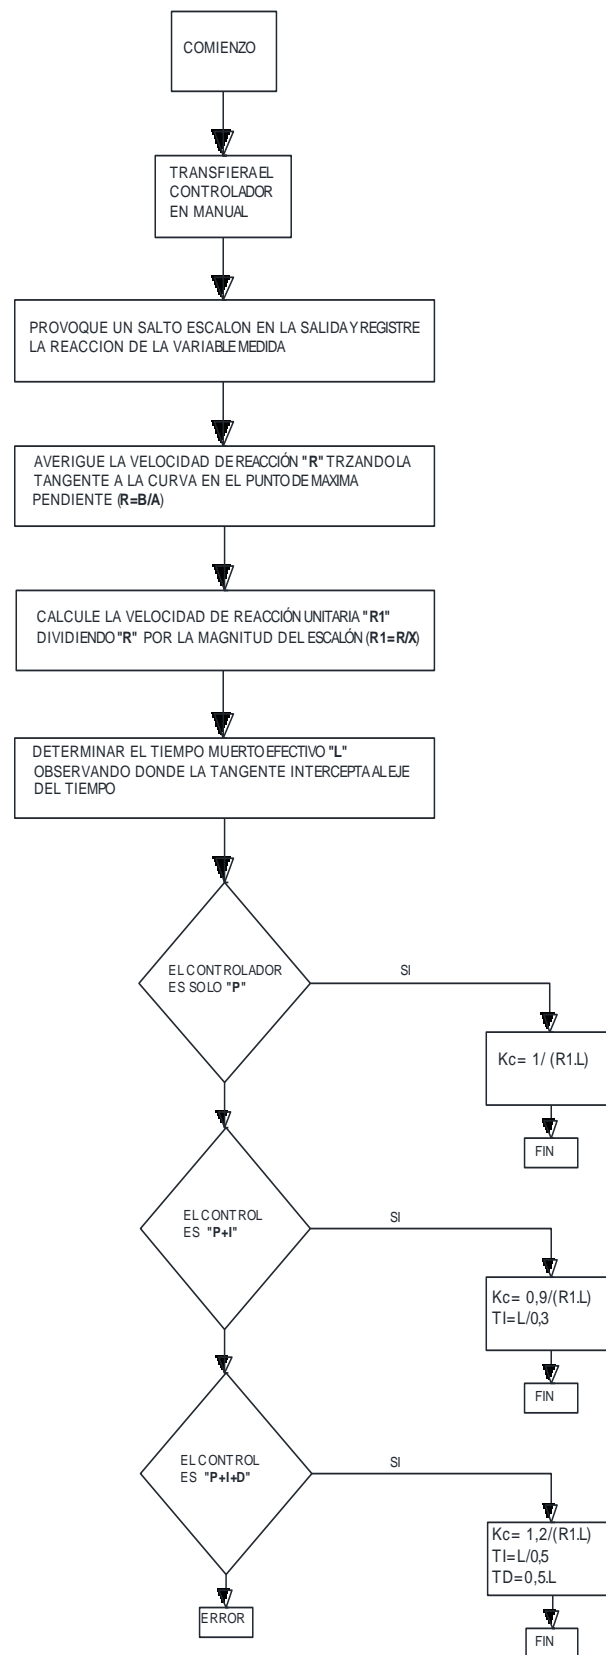 COMIENZO
TRANSFIERA EL
CONTROLADOR
EN MANUAL
PROVOQUE UN SALTO ESCALON EN LA SALIDA Y REGISTRE
LA REACCION DE LA VARIABLE MEDIDA
AVERIGUE LA VELOCIDAD DE REACCIÓN "R" TRZANDO LA
TANGENTE A LA CURVA EN EL PUNTO DE MAXIMA
PENDIENTE (R=B/A)
CALCULE LA VELOCIDAD DE REACCIÓN UNITARIA "R1"
DIVIDIENDO "R" POR LA MAGNITUD DEL ESCALÓN (R1=R/X)
DETERMINAR EL TIEMPO MUERTO EFECTIVO "L"
OBSERVANDO DONDE LA TANGENTE INTERCEPTA AL EJE
DEL TIEMPO
EL CONTROLADOR
ES SOLO "P"
SI
Kc= 1/ (R1.L)
FIN
EL CONTROL
ES "P+I"
SI
Kc= 0,9/(R1.L)
TI=L/0,3
FIN
EL CONTROL
ES "P+I+D"
SI
Kc= 1,2/(R1.L)
TI=L/0,5
TD=0,5.L
ERROR
FIN